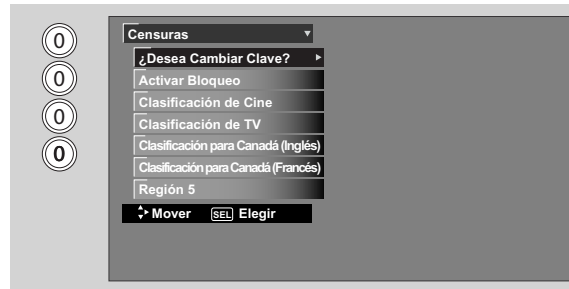 0
0
0
0
Censuras
¿Desea Cambiar Clave?
Activar Bloqueo
Clasificación de Cine
Clasificación de TV
Clasificación para Canadá (Inglés)
Clasificación para Canadá (Francés)
Región 5
Mover SEL Elegir